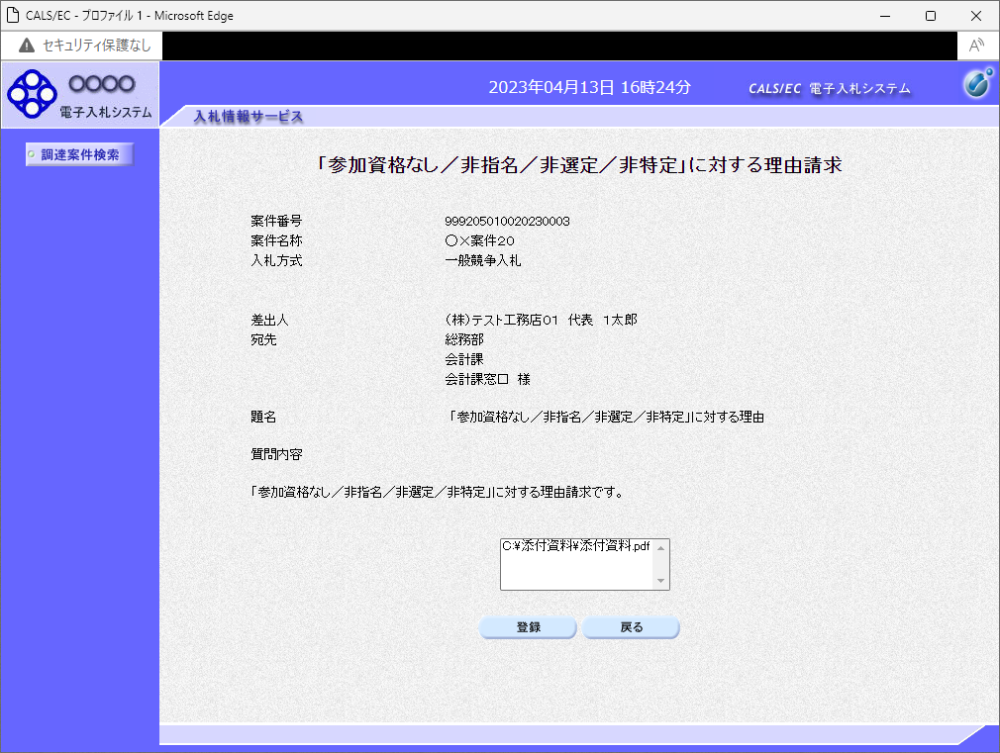 CALS/EC - プロファイル 1 - Microsoft Edge
セキュリティ保護なし
A
〇〇〇〇
電子入札システム
2023年04月13日 16時24分
CALS/EC 電子入札システム
入札情報サービス
調達案件検索
「参加資格なし／非指名／非選定／非特定」に対する理由請求
案件番号 999205010020230003
案件名称 〇×案件２０
入札方式 一般競争入札
差出人 （株）テスト工務店０１　代表　１太郎
宛先 総務部
会計課
会計課窓口　様
題名 「参加資格なし／非指名／非選定／非特定」に対する理由
質問内容
「参加資格なし／非指名／非選定／非特定」に対する理由請求です。
C:¥添付資料¥添付資料.pdf
登録 戻る